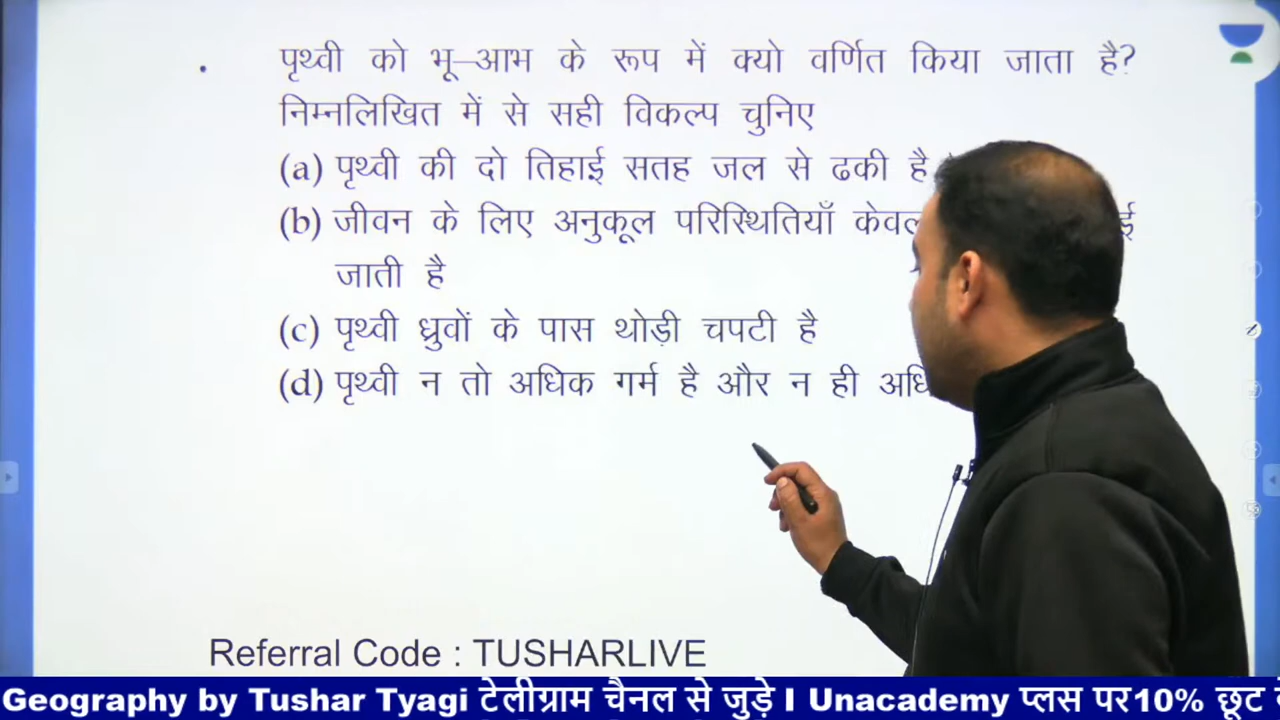 . पृथ्वी को भू–आभ के रूप में क्यो वर्णित किया जाता है?
निम्नलिखित में से सही विकल्प चुनिए
(a) पृथ्वी की दो तिहाई सतह जल से ढकी है
(b) जीवन के लिए अनुकूल परिस्थितियाँ
जाती है
(c) पृथ्वी ध्रुवों के पास थोड़ी चपटी है
(d) पृथ्वी न तो अधिक गर्म है और न ही
Referral Code : TUSHARLIVE
Geography by Tushar Tyagi टेलीग्राम चैनल से जुड़े I Unacademy प्लस पर10% छूट